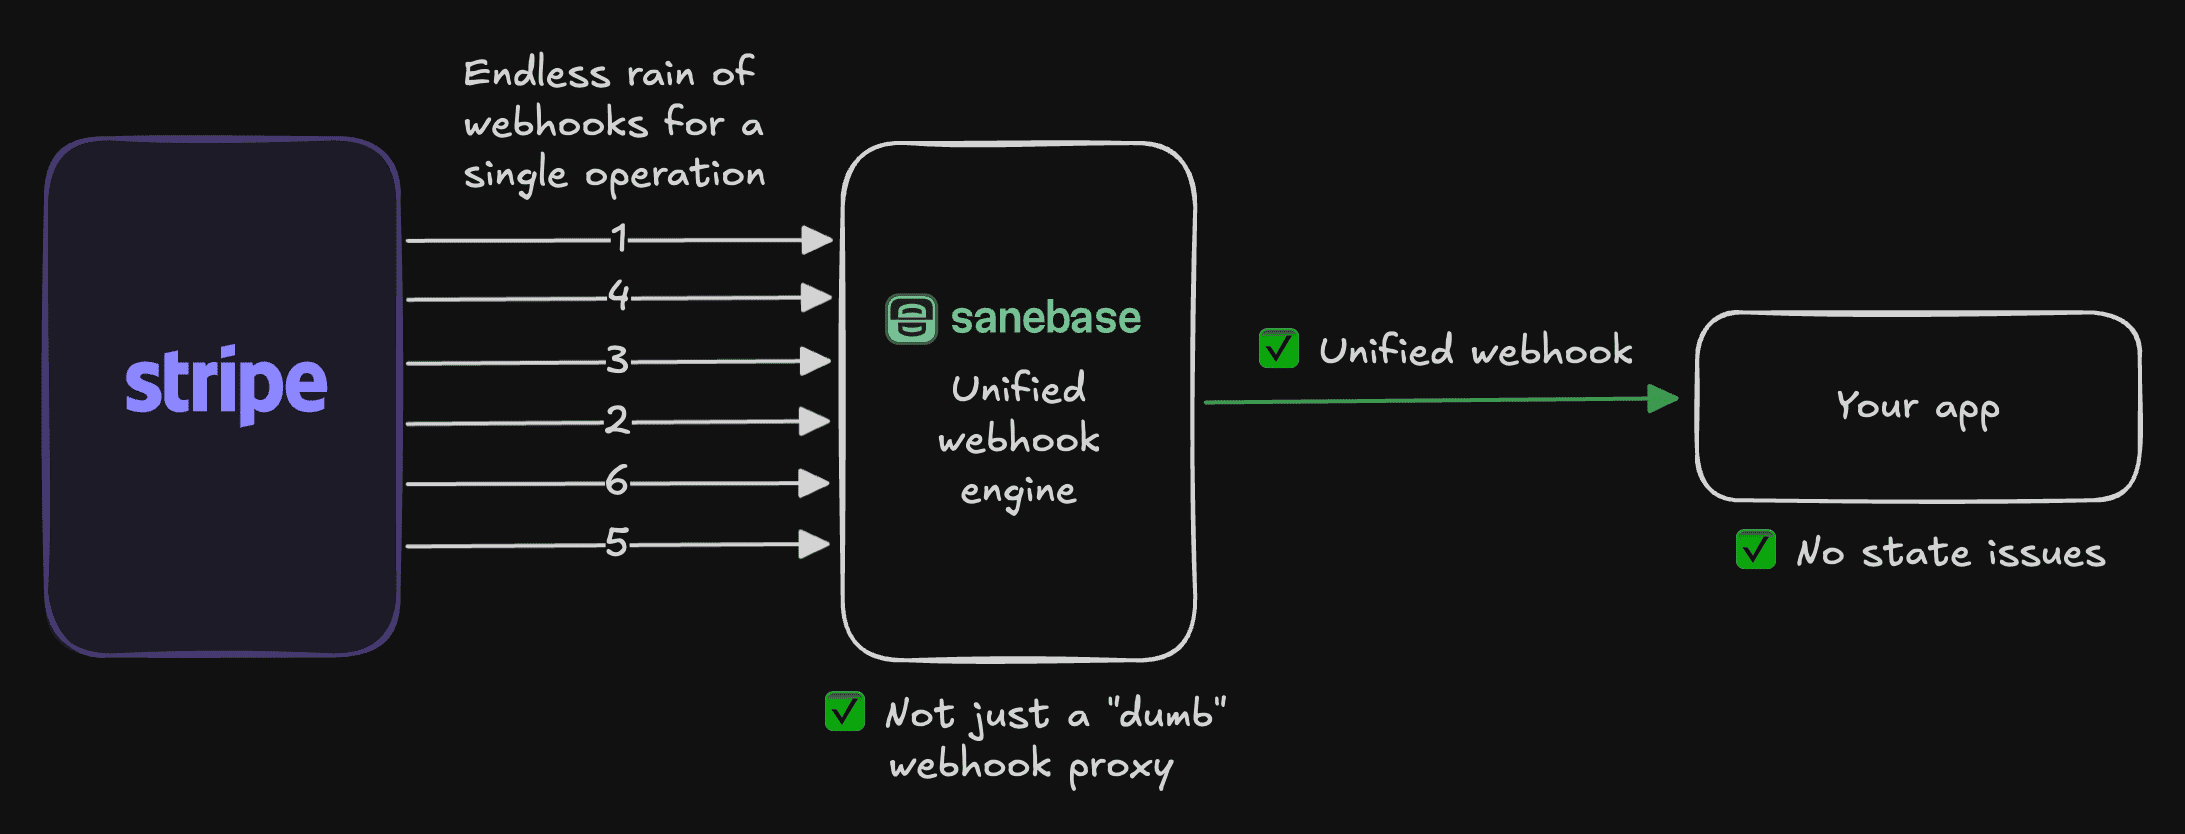 Endless rain of
webhooks for a
single operation
stripe
1
4
3
2
6
5
sanebase
Unified
webhook
engine
Not just a "dumb"
webhook proxy
Unified webhook
Your app
No state issues